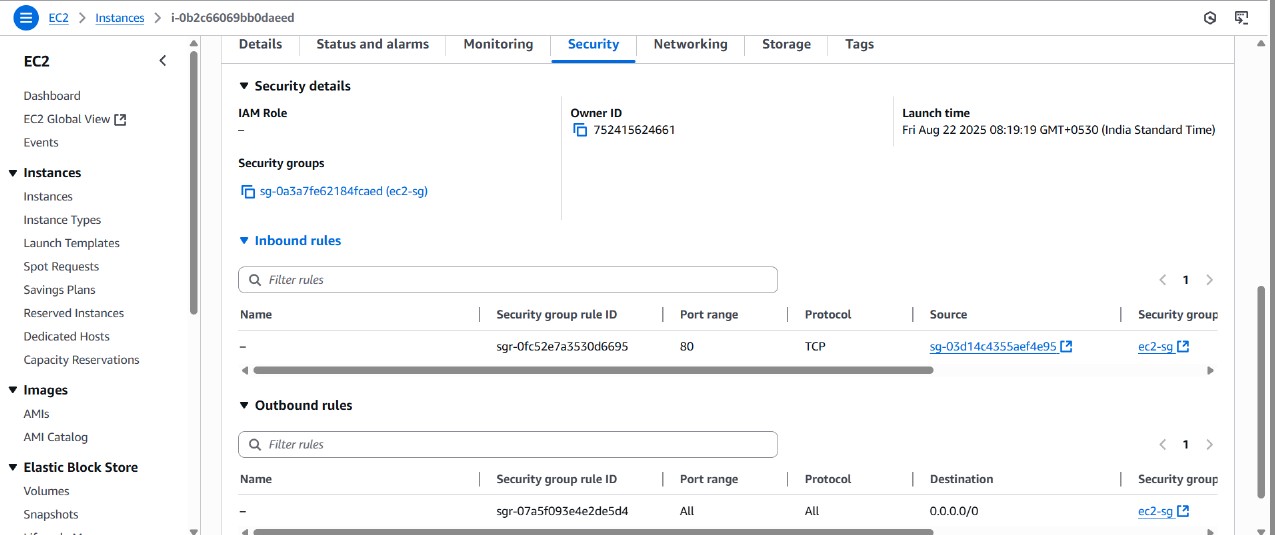 EC2 > Instances > i-0b2c66069bb0daeed
EC2
Dashboard
EC2 Global View
Events
Instances
Instances
Instance Types
Launch Templates
Spot Requests
Savings Plans
Reserved Instances
Dedicated Hosts
Capacity Reservations
Images
AMIs
AMI Catalog
Elastic Block Store
Volumes
Snapshots
Details Status and alarms Monitoring Security Networking Storage Tags
Security details
IAM Role
–
Owner ID
752415624661
Launch time
Fri Aug 22 2025 08:19:19 GMT+0530 (India Standard Time)
Security groups
sg-0a3a7fe62184fcaed (ec2-sg)
Inbound rules
Filter rules
1
Name Security group rule ID Port range Protocol Source Security group
– sgr-0fc52e7a3530d6695 80 TCP sg-03d14c4355aef4e95 ec2-sg
Outbound rules
Filter rules
1
Name Security group rule ID Port range Protocol Destination Security group
– sgr-07a5f093e4e2de5d4 All All 0.0.0.0/0 ec2-sg